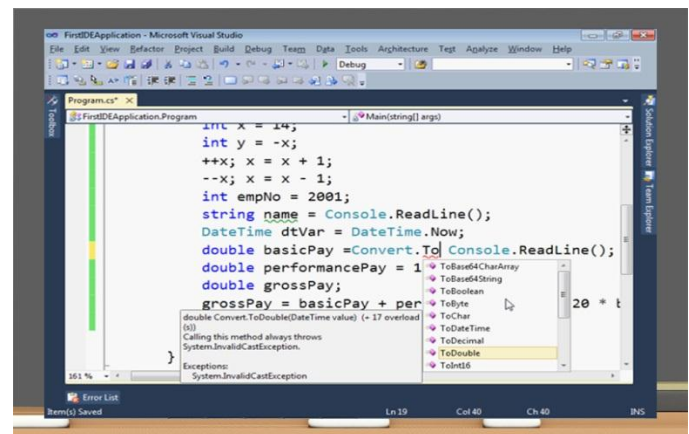 FirstIDEApplication - Microsoft Visual Studio
File Edit View Refactor Project Build Debug Team Data Tools Architecture Test Analyze Window Help
Debug
Program.cs* ×
FirstIDEApplication.Program Main(string[] args)
Toolbox
Solution Explorer
Team Explorer
int x = 14;
int y = -x;
++x; x = x + 1;
--x; x = x - 1;
int empNo = 2001;
string name = Console.ReadLine();
DateTime dtVar = DateTime.Now;
double basicPay =Convert.To Console.ReadLine();
double performancePay = 1
double grossPay;
grossPay = basicPay + per 20 * b
}
ToBase64CharArray
ToBase64String
ToBoolean
ToByte
ToChar
ToDateTime
ToDecimal
ToDouble
ToInt16
double Convert.ToDouble(DateTime value) (+ 17 overload
(s))
Calling this method always throws
System.InvalidCastException.
Exceptions:
System.InvalidCastException
161 %
Error List
Item(s) Saved Ln 19 Col 40 Ch 40 INS